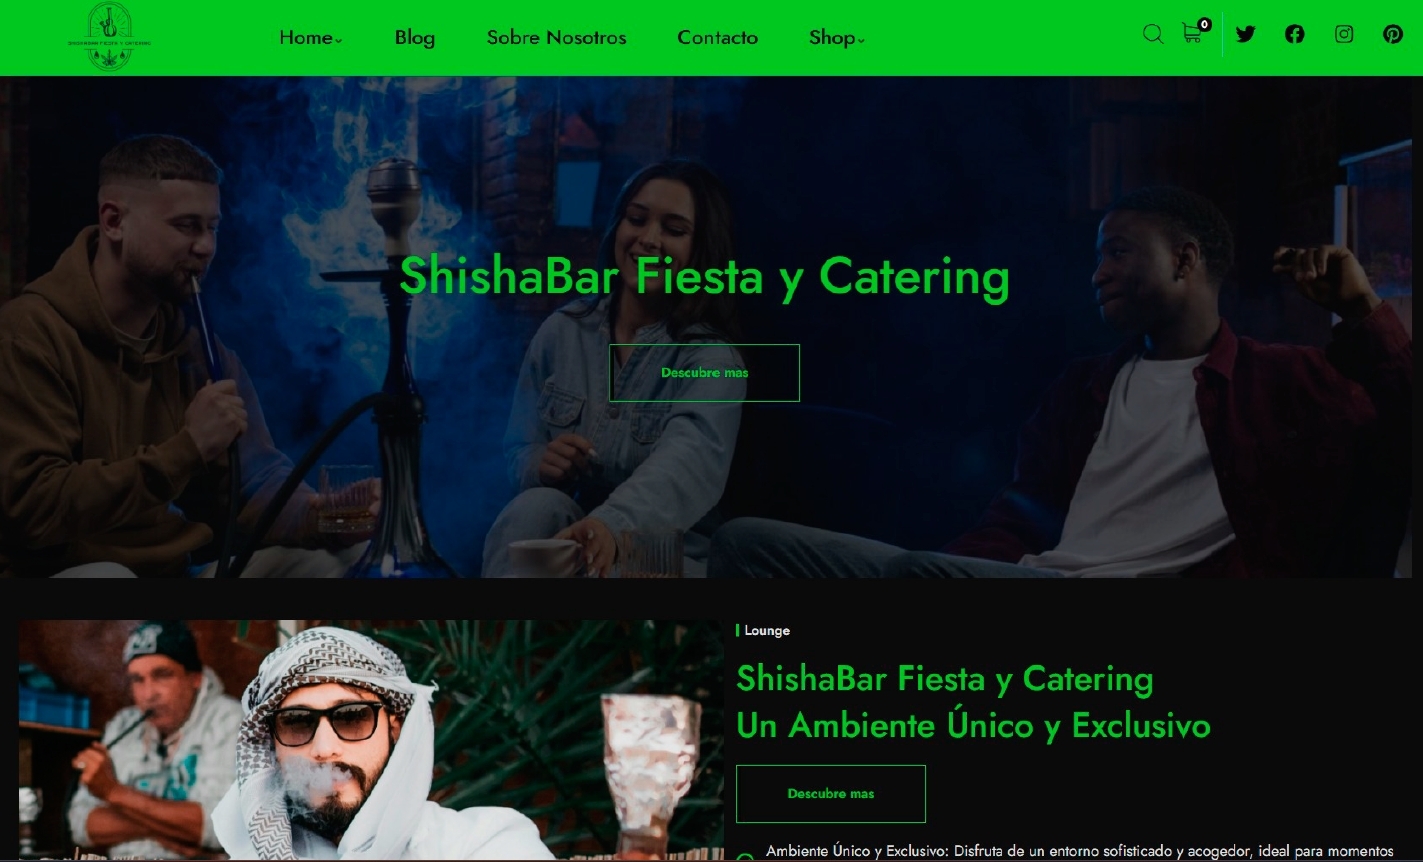 SHISHABAR FIESTA Y CATERING
Home
Blog
Sobre Nosotros
Contacto
Shop
0
ShishaBar Fiesta y Catering
Descubre mas
Lounge
ShishaBar Fiesta y Catering
Un Ambiente Único y Exclusivo
Descubre mas
Ambiente Único y Exclusivo: Disfruta de un entorno sofisticado y acogedor, ideal para momentos